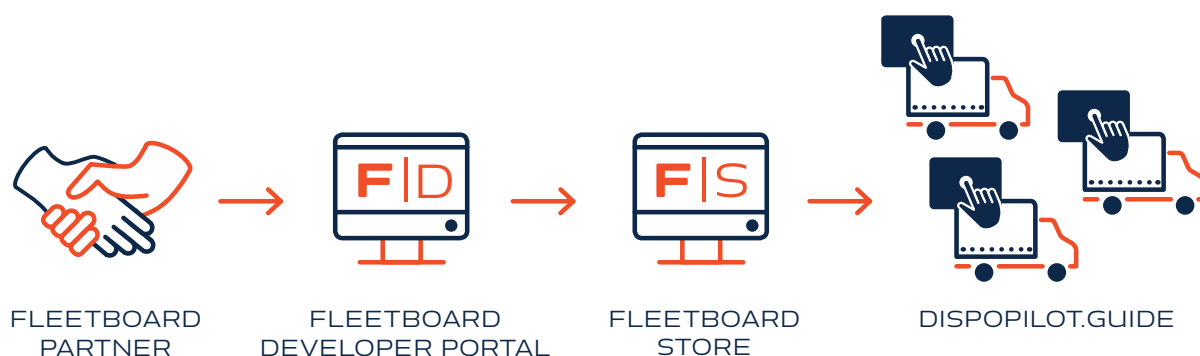 F|D
F|S
FLEETBOARD
PARTNER
FLEETBOARD
DEVELOPER PORTAL
FLEETBOARD
STORE
DISPOPILOT.GUIDE